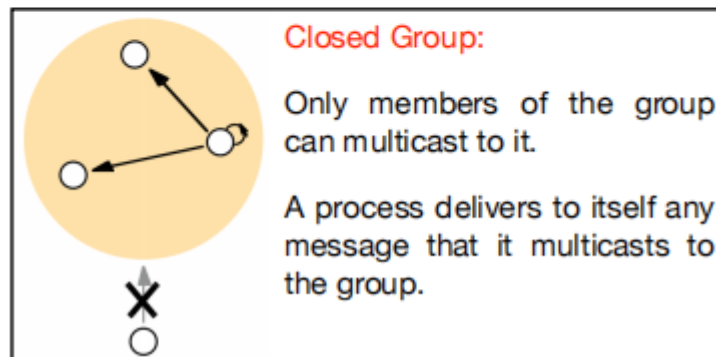 Closed Group:
Only members of the group
can multicast to it.
A process delivers to itself any
message that it multicasts to
the group.